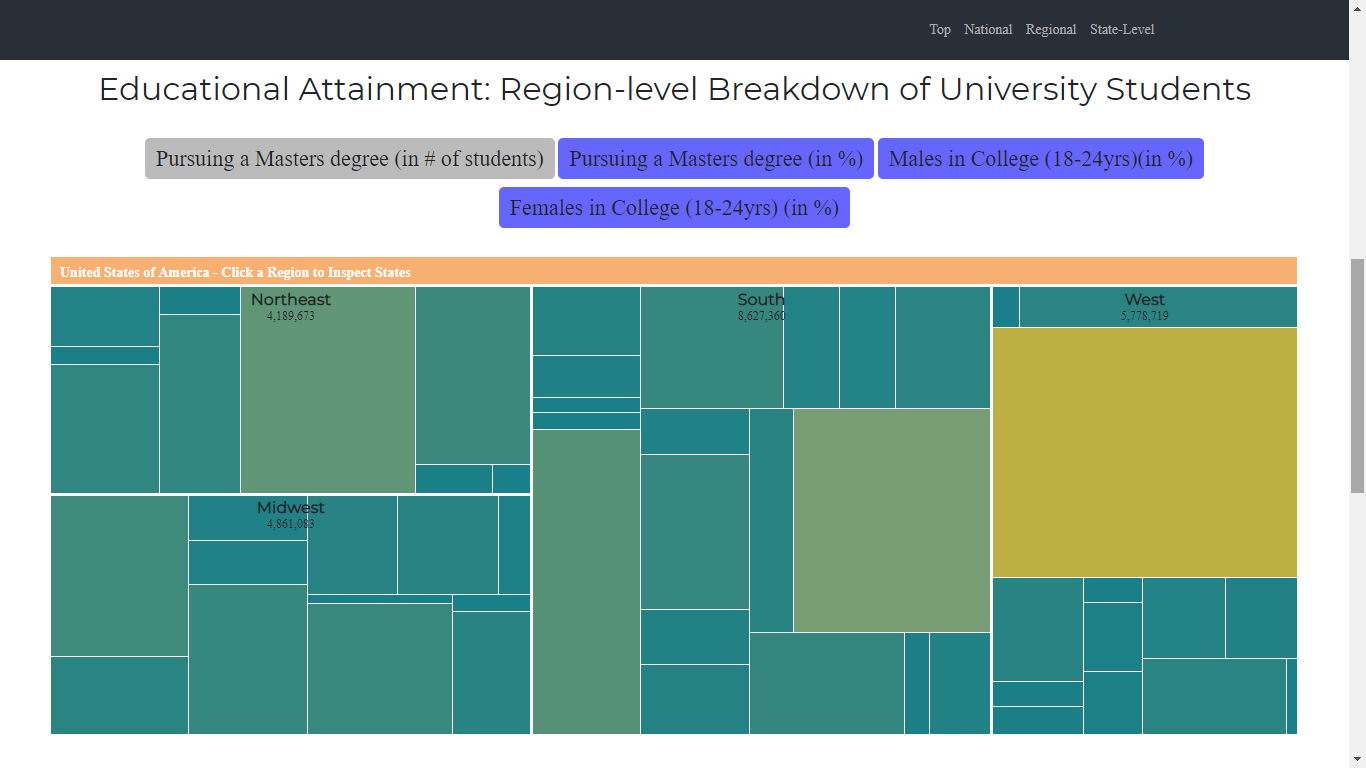 Top National Regional State-Level
Educational Attainment: Region-level Breakdown of University Students
Pursuing a Masters degree (in # of students)
Pursuing a Masters degree (in %)
Males in College (18-24yrs)(in %)
Females in College (18-24yrs) (in %)
United States of America - Click a Region to Inspect States
Northeast
4,189,673
South
8,627,360
West
5,778,719
Midwest
4,861,083